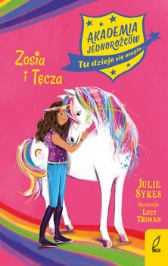 AKADEMIA
JEDNOROŻCÓW
Tu dzieje się magia...
Zosia
i Tęcza
JULIE
SYKES
Ilustracje
LUCY
TRUMAN